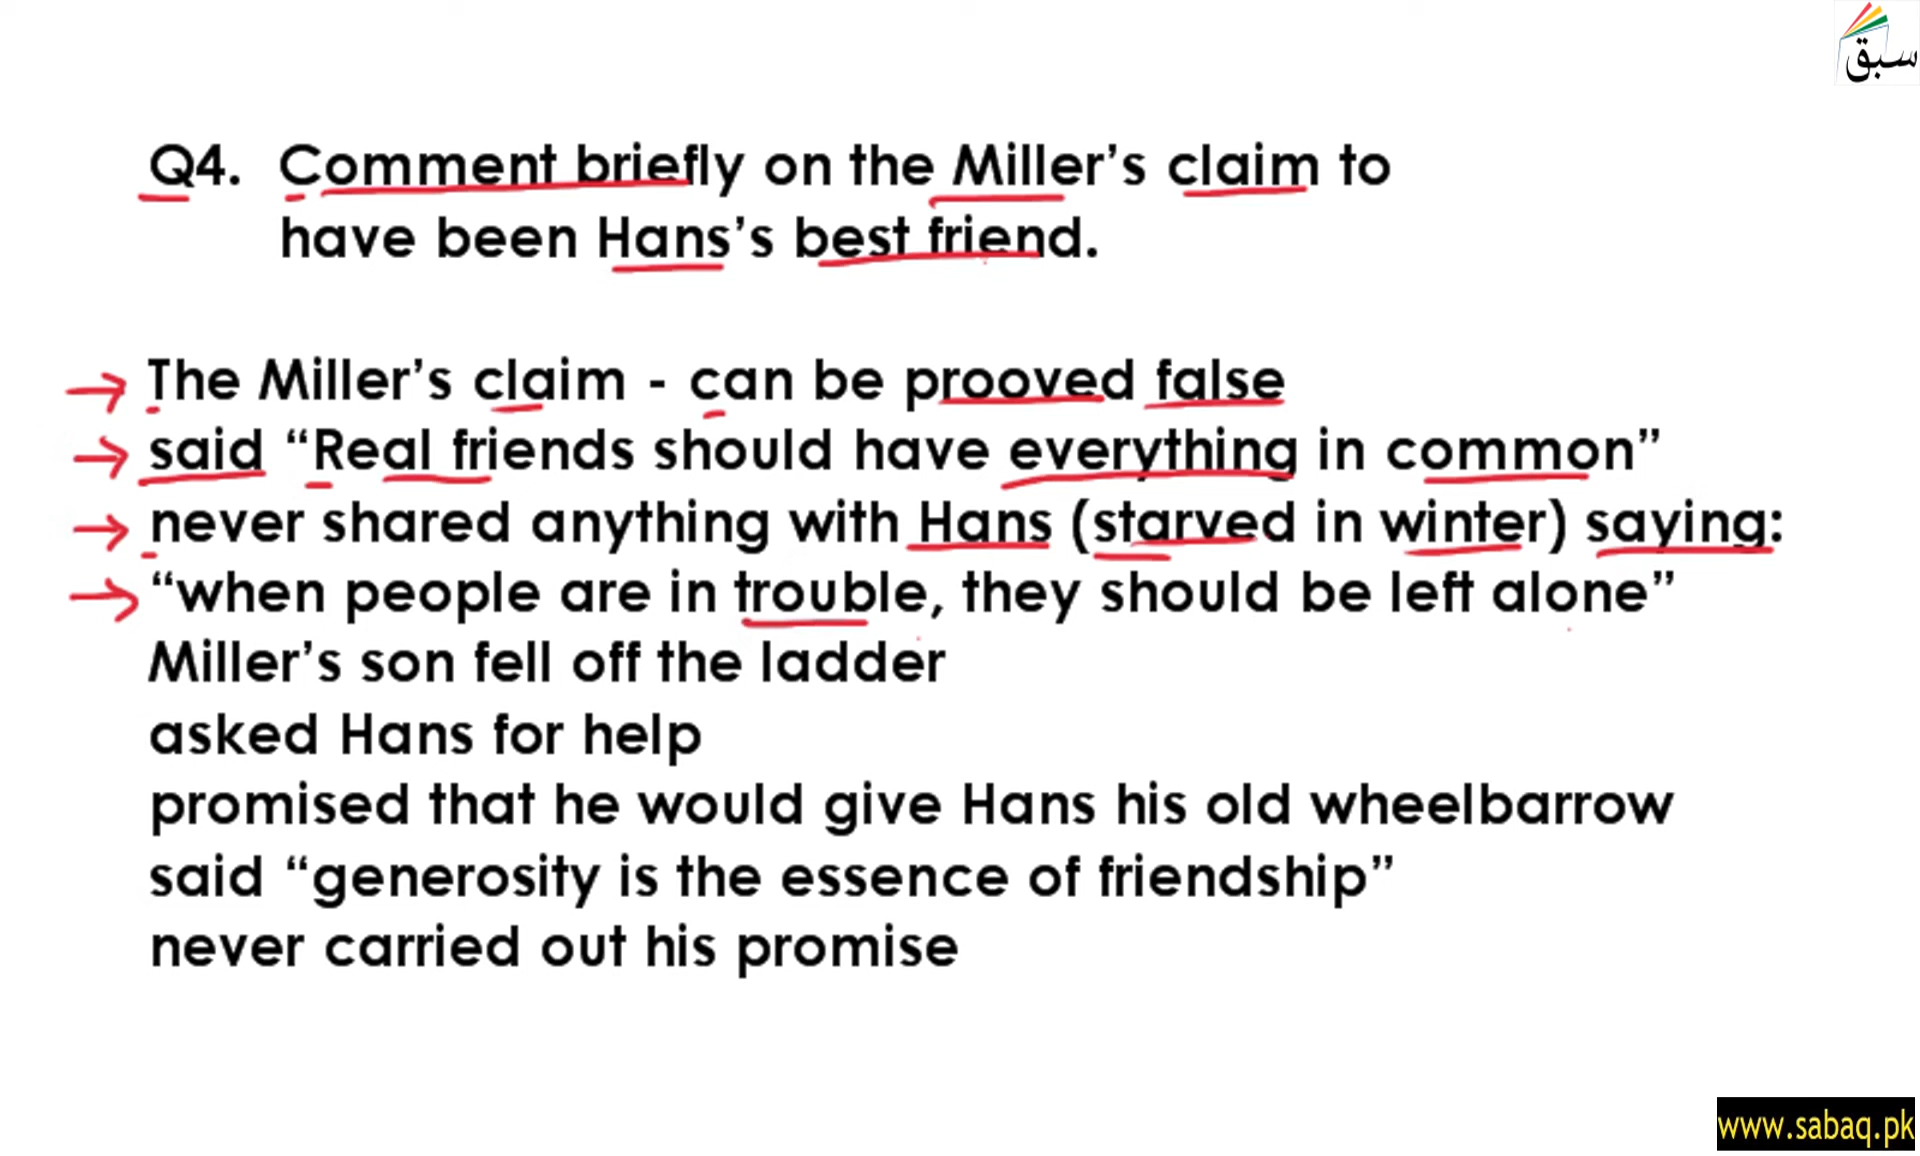 سبق
Q4. Comment briefly on the Miller’s claim to
have been Hans’s best friend.
The Miller’s claim - can be prooved false
said “Real friends should have everything in common”
never shared anything with Hans (starved in winter) saying:
“when people are in trouble, they should be left alone”
Miller’s son fell off the ladder
asked Hans for help
promised that he would give Hans his old wheelbarrow
said “generosity is the essence of friendship”
never carried out his promise
www.sabaq.pk